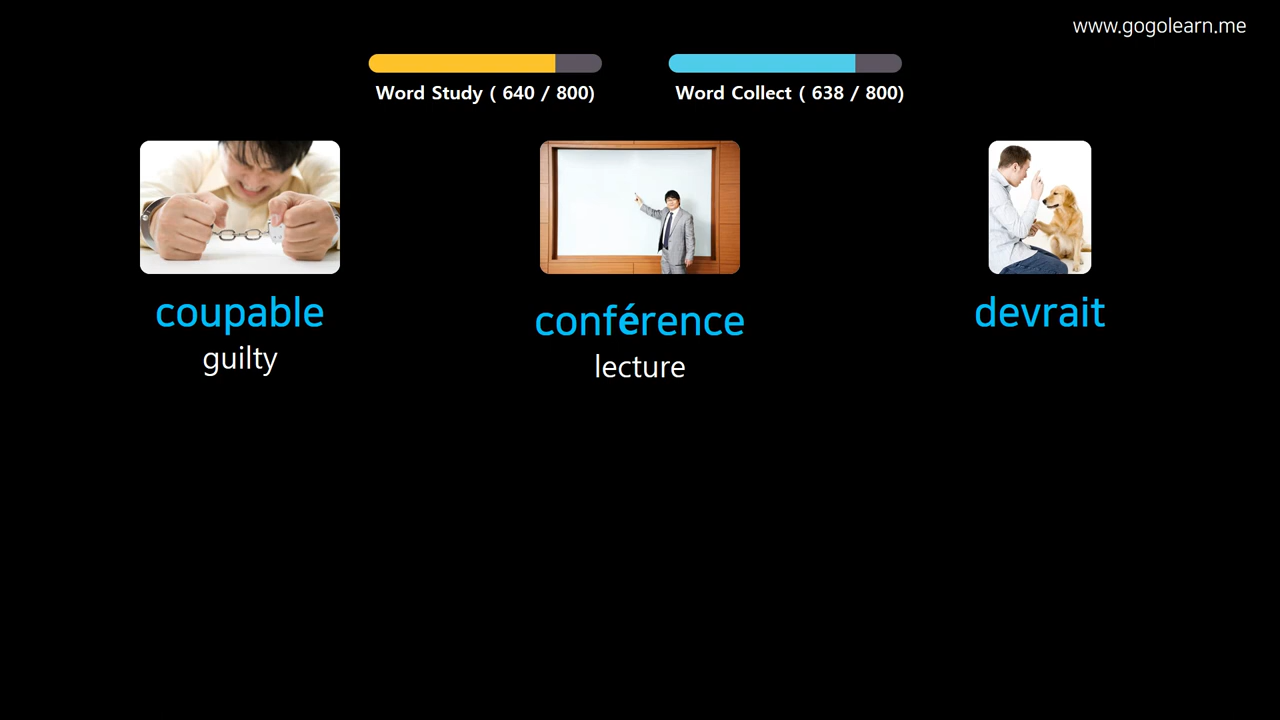 www.gogolearn.me
Word Study ( 640 / 800)
Word Collect ( 638 / 800)
coupable
guilty
conférence
lecture
devrait